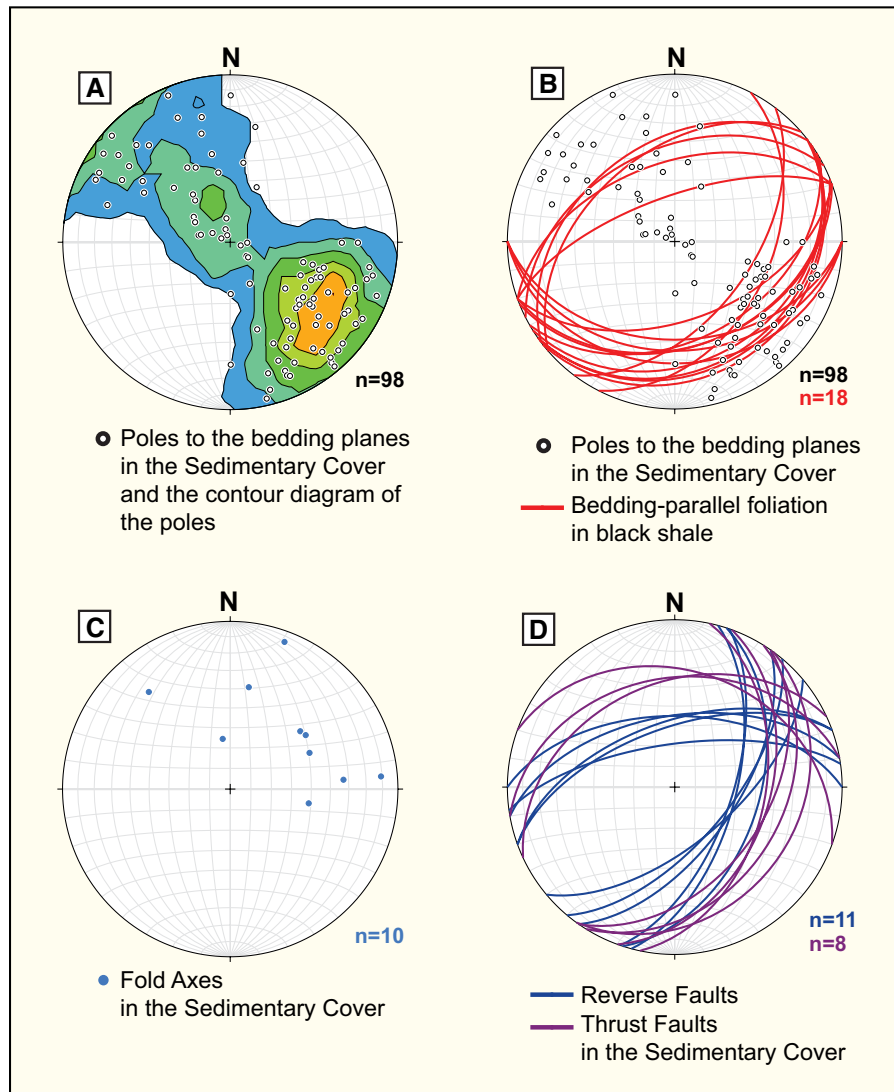 N
A
n=98
Poles to the bedding planes
in the Sedimentary Cover
and the contour diagram of
the poles
N
B
n=98
n=18
Poles to the bedding planes
in the Sedimentary Cover
Bedding-parallel foliation
in black shale
N
C
n=10
Fold Axes
in the Sedimentary Cover
N
D
n=11
n=8
Reverse Faults
Thrust Faults
in the Sedimentary Cover